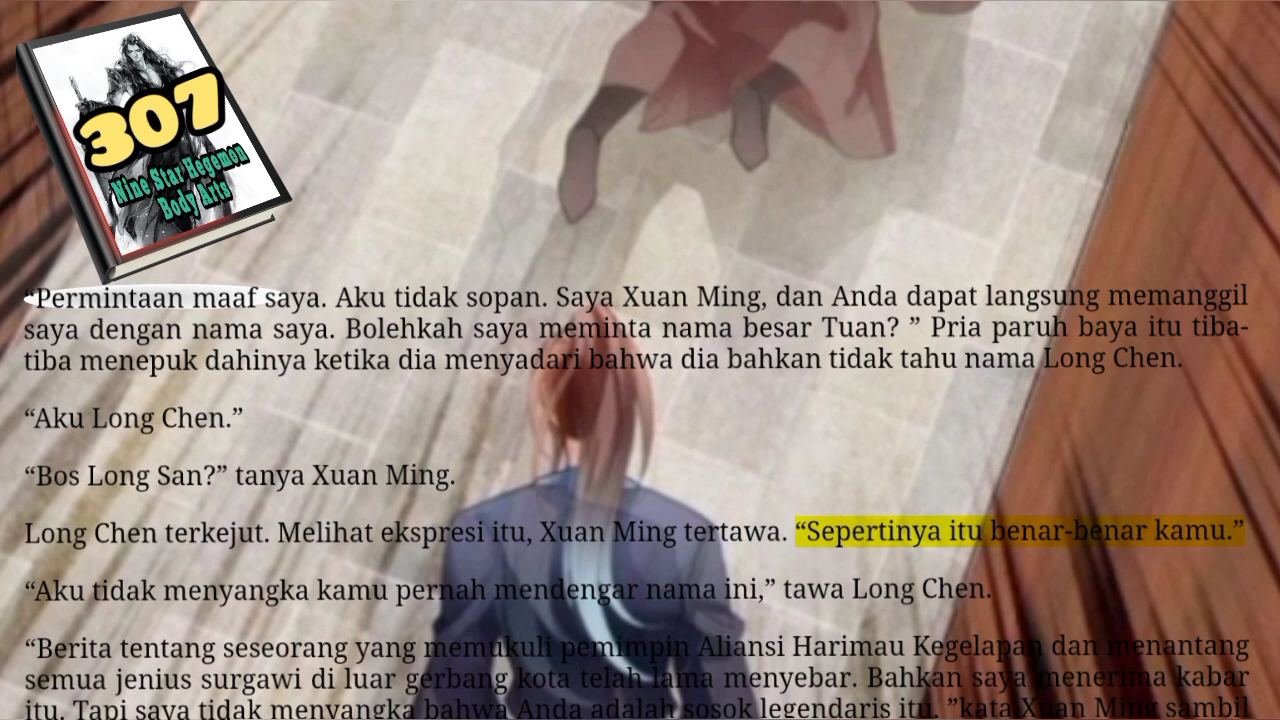 307
Nine Star Hegemon
Body Arts
“Permintaan maaf saya. Aku tidak sopan. Saya Xuan Ming, dan Anda dapat langsung memanggil
saya dengan nama saya. Bolehkah saya meminta nama besar Tuan? ” Pria paruh baya itu tiba-
tiba menepuk dahinya ketika dia menyadari bahwa dia bahkan tidak tahu nama Long Chen.
“Aku Long Chen.”
“Bos Long San?” tanya Xuan Ming.
Long Chen terkejut. Melihat ekspresi itu, Xuan Ming tertawa. “Sepertinya itu benar-benar kamu.”
“Aku tidak menyangka kamu pernah mendengar nama ini,” tawa Long Chen.
“Berita tentang seseorang yang memukuli pemimpin Aliansi Harimau Kegelapan dan menantang
semua jenius surgawi di luar gerbang kota telah lama menyebar. Bahkan saya menerima kabar
itu. Tapi saya tidak menyangka bahwa Anda adalah sosok legendaris itu. ”kata Xuan Ming sambil